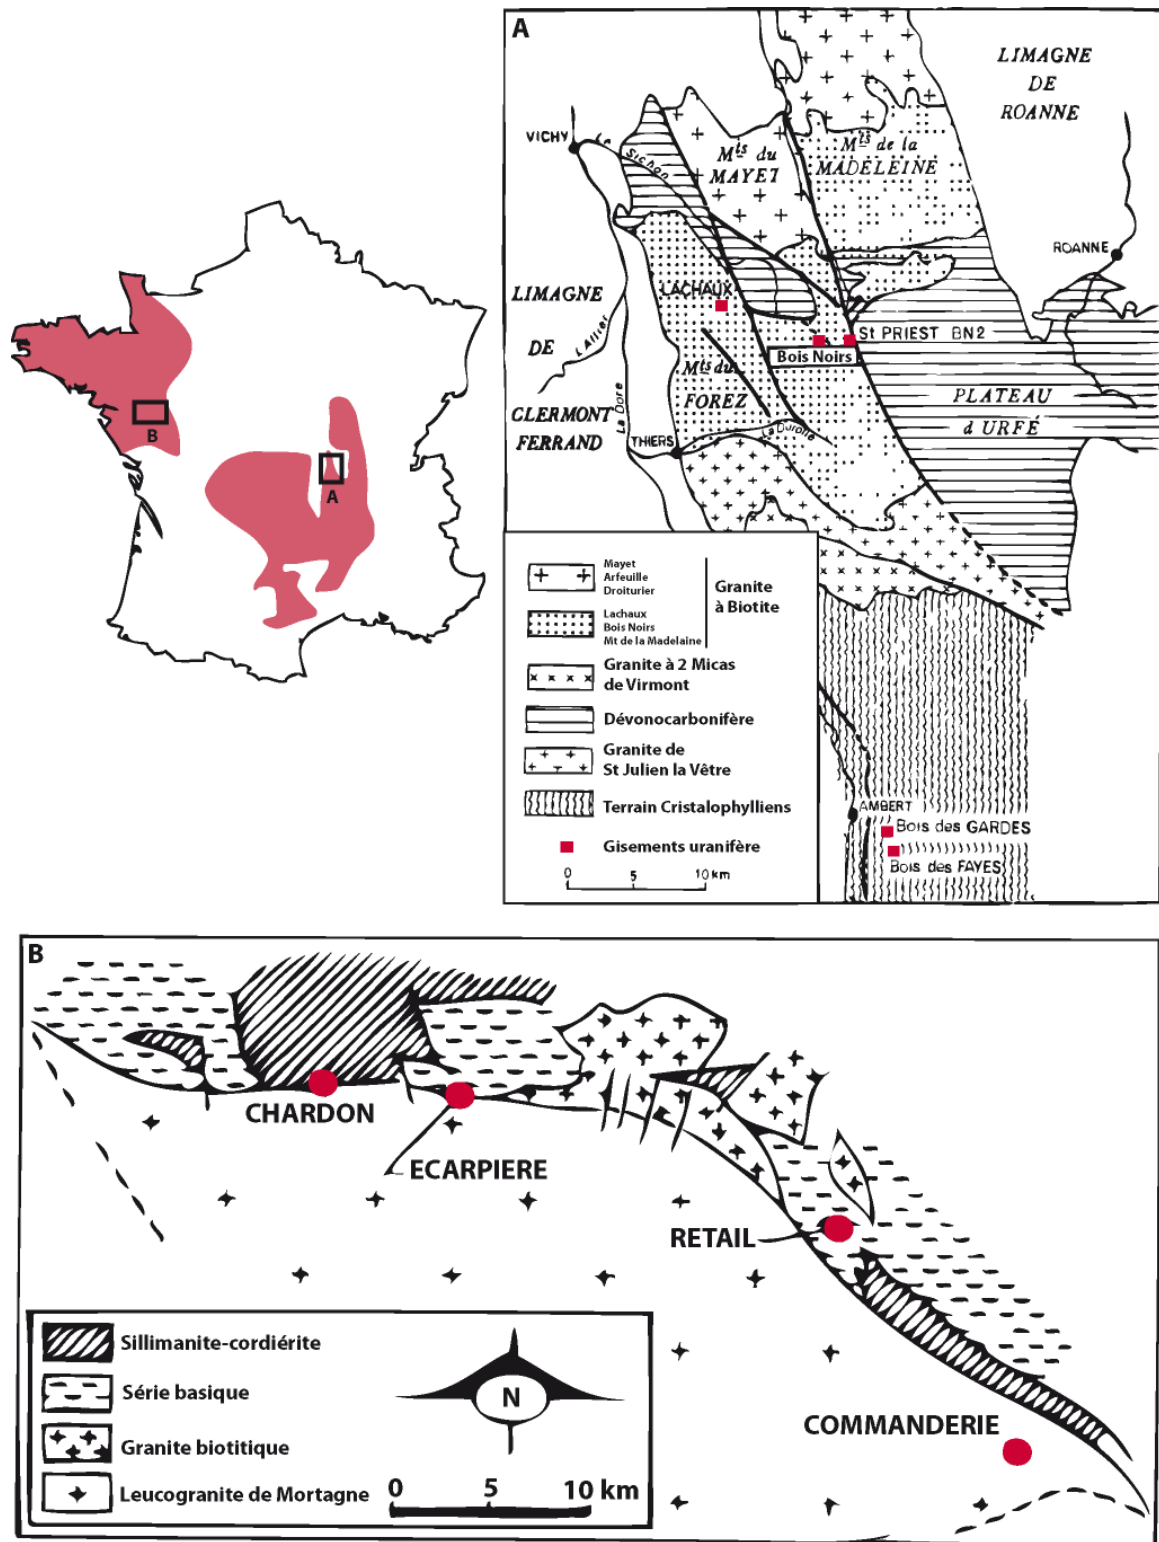 A
LIMAGNE
DE
ROANNE
VICHY
Le
Sichon
Mts du
MAYET
Mts de la
MADELEINE
ROANNE
LACHAUX
LIMAGNE
DE
CLERMONT
FERRAND
L'Allier
La Dore
St PRIEST BN2
Bois Noirs
Mts du
FOREZ
PLATEAU
d'URFÉ
THIERS
La Durolle
B
A
Mayet
Arfeuille
Droiturier
Granite
à Biotite
Lachaux
Bois Noirs
Mt de la Madelaine
Granite à 2 Micas
de Virmont
Dévonocarbonifère
Granite de
St Julien la Vêtre
Terrain Cristalophylliens
Gisements uranifère
0 5 10 km
AMBERT
Bois des GARDES
Bois des FAYES
B
CHARDON
ECARPIERE
RETAIL
COMMANDERIE
Sillimanite-cordiérite
Série basique
Granite biotitique
Leucogranite de Mortagne
N
0 5 10 km